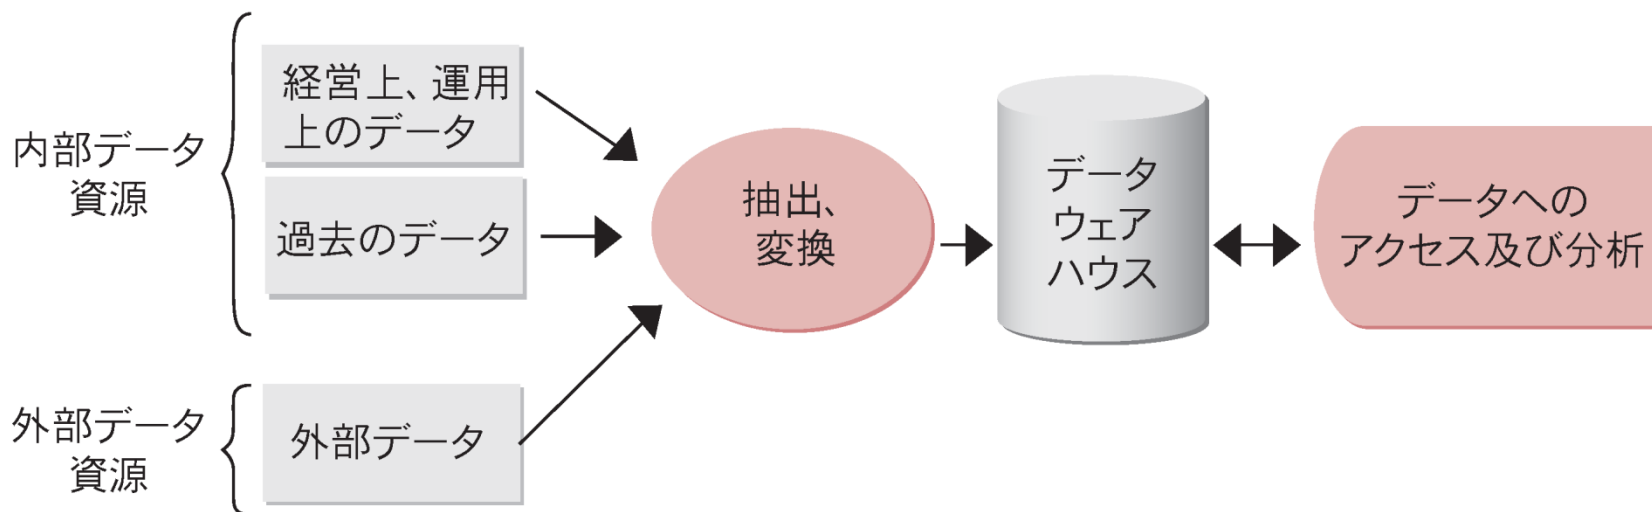 内部データ
資源
経営上、運用
上のデータ
過去のデータ
外部データ
資源
外部データ
抽出、
変換
データ
ウェア
ハウス
データへの
アクセス及び分析